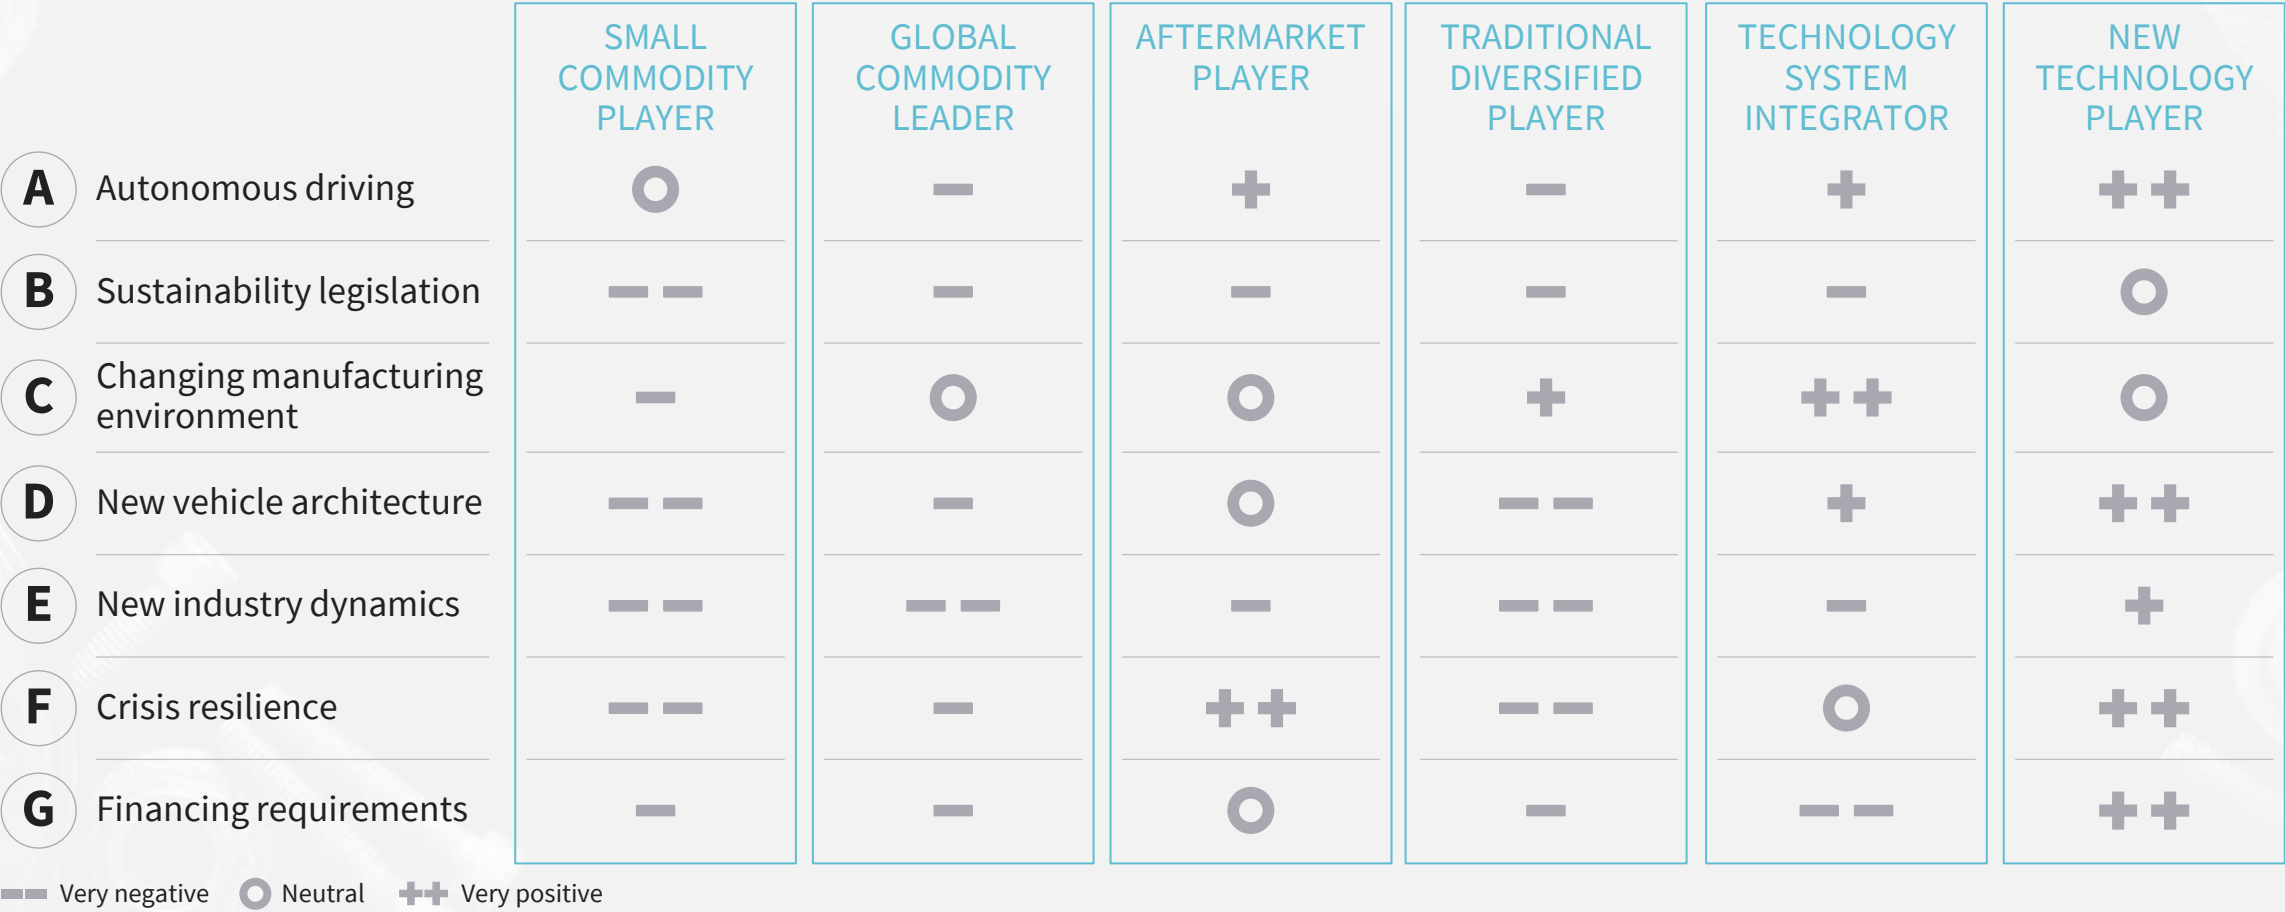 SMALL
COMMODITY
PLAYER
GLOBAL
COMMODITY
LEADER
AFTERMARKET
PLAYER
TRADITIONAL
DIVERSIFIED
PLAYER
TECHNOLOGY
SYSTEM
INTEGRATOR
NEW
TECHNOLOGY
PLAYER
A Autonomous driving O − + − + ++
B Sustainability legislation −− − − − − O
C Changing manufacturing
environment − O O + ++ O
D New vehicle architecture −− − O −− + ++
E New industry dynamics −− −− − −− − +
F Crisis resilience −− − ++ −− O ++
G Financing requirements − − O − −− ++
−− Very negative O Neutral ++ Very positive